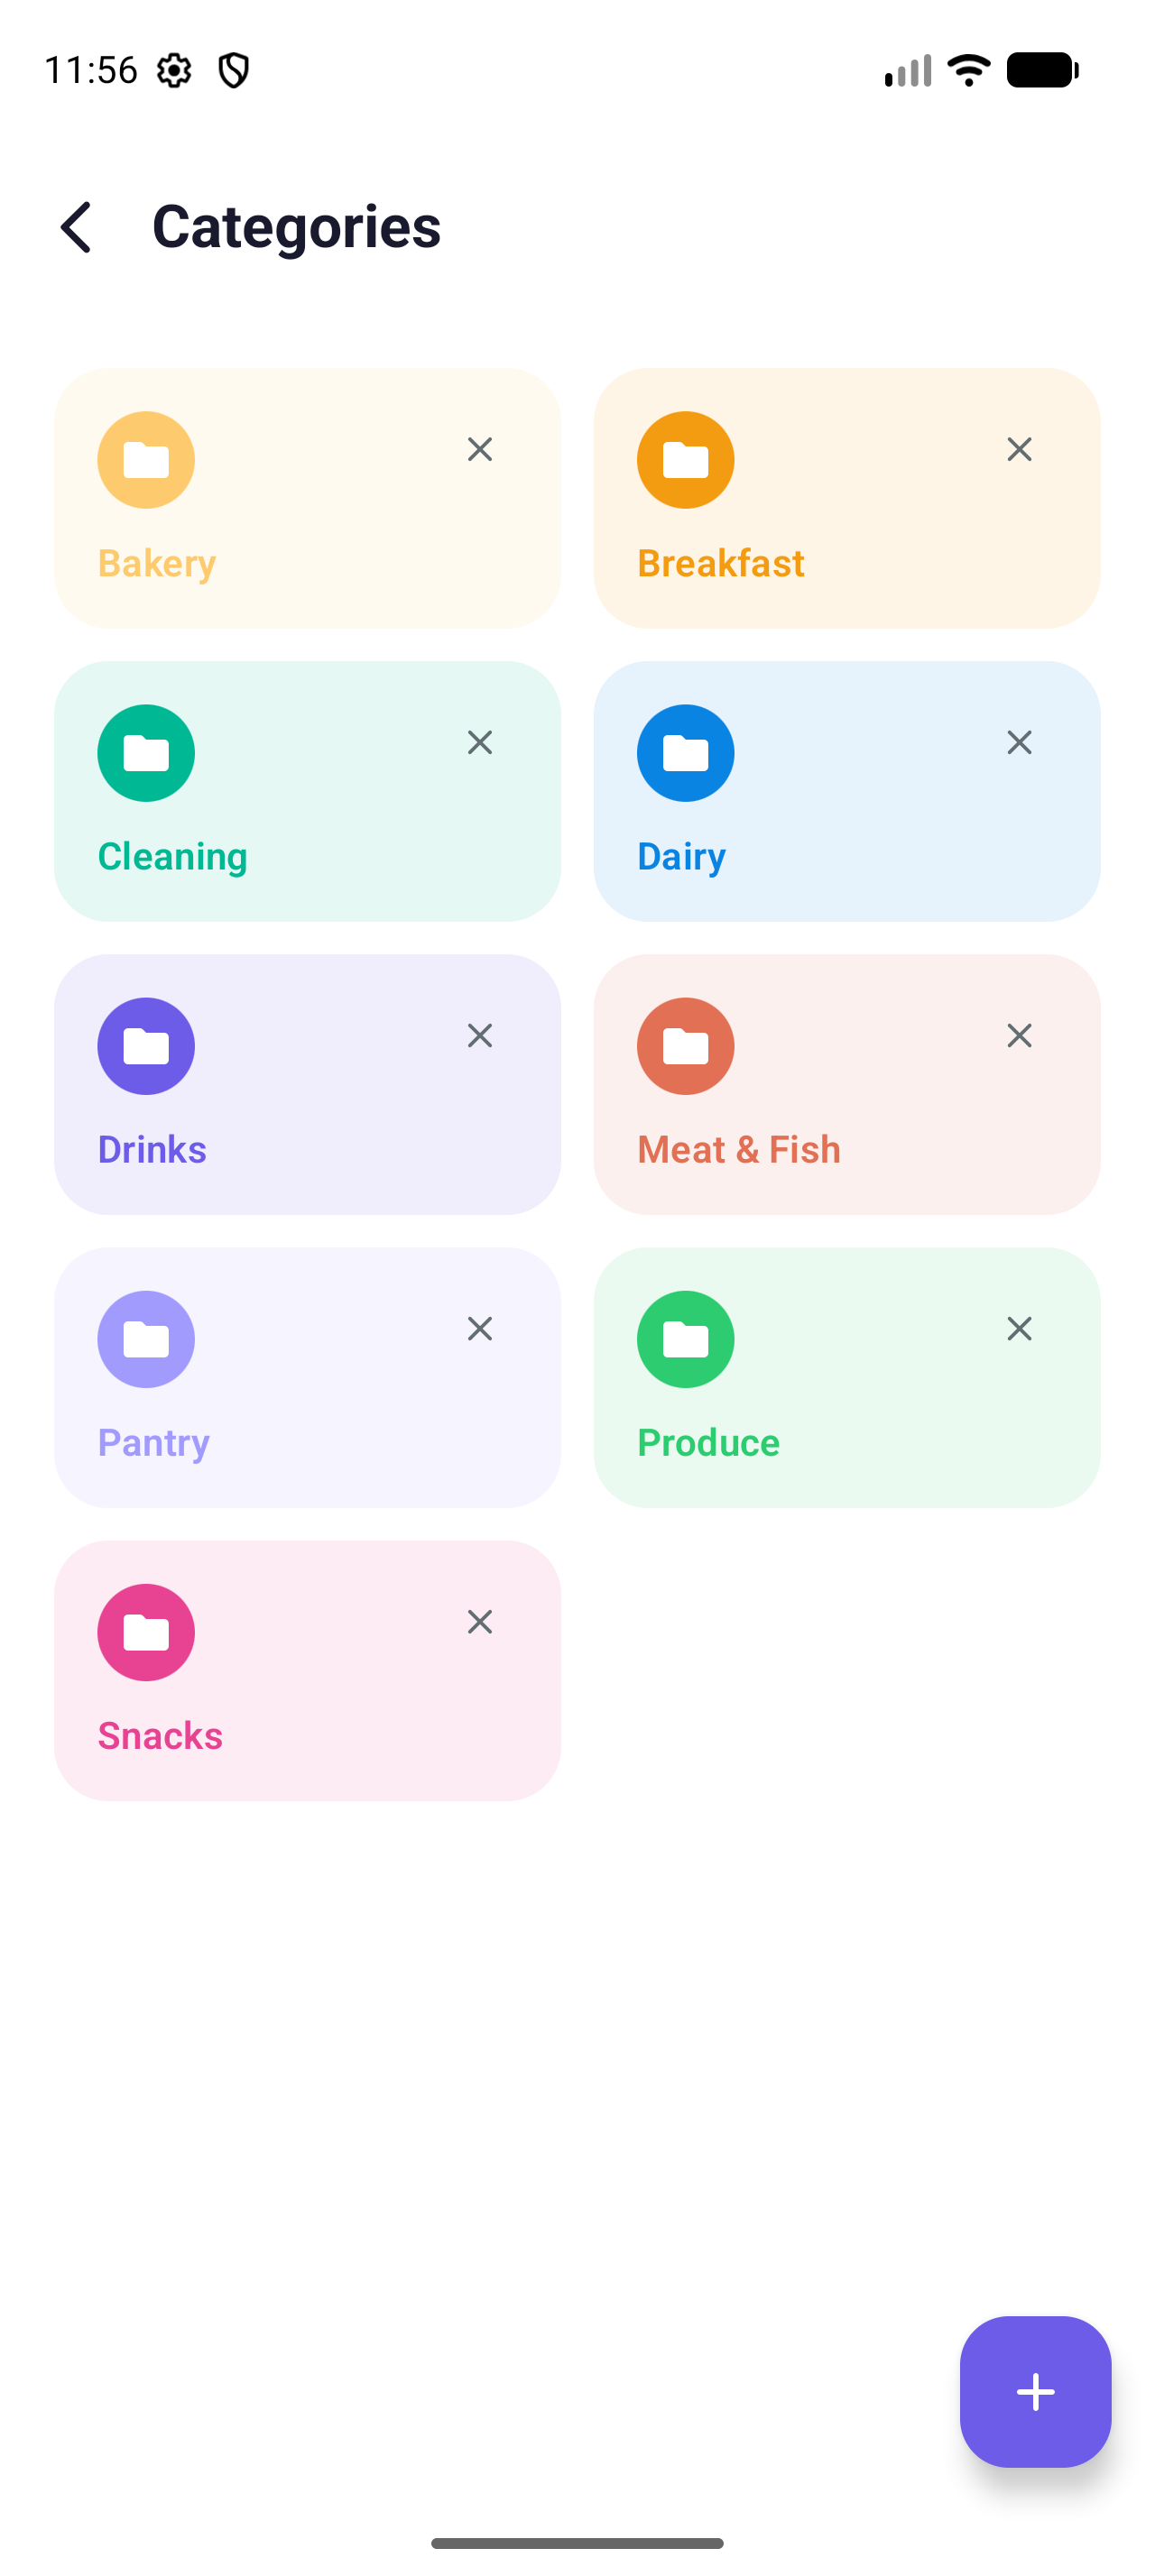 11:56
Categories
Bakery
Breakfast
Cleaning
Dairy
Drinks
Meat & Fish
Pantry
Produce
Snacks